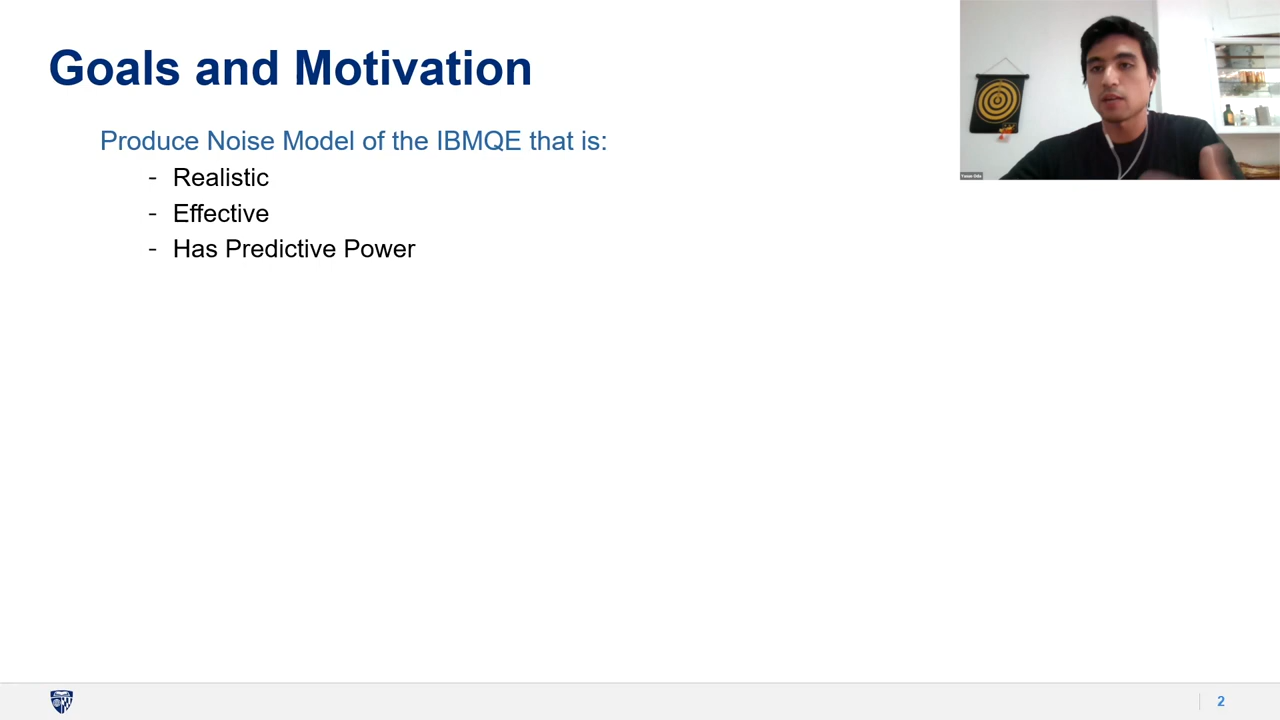 Goals and Motivation
Produce Noise Model of the IBMQE that is:
- Realistic
- Effective
- Has Predictive Power
2